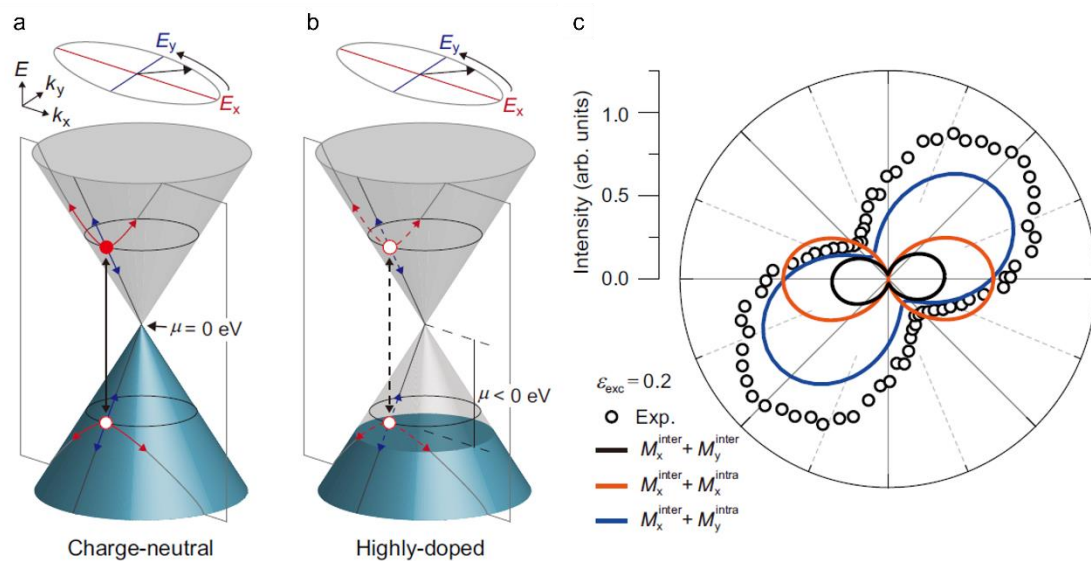 a
E
k_y
k_x
E_y
E_x
μ = 0 eV
Charge-neutral
b
E_y
E_x
μ < 0 eV
Highly-doped
c
Intensity (arb. units)
1.0
0.5
0.0
ε_exc = 0.2
Exp.
M_x^inter + M_y^inter
M_x^inter + M_x^intra
M_x^inter + M_y^intra